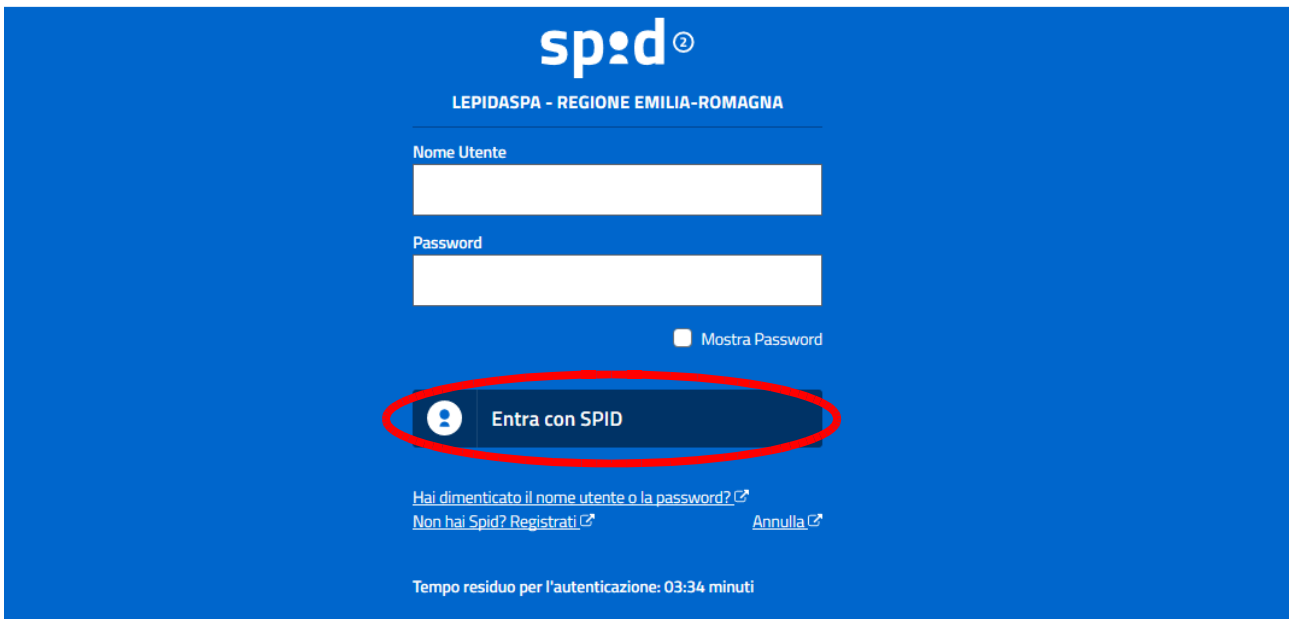 spid 2
LEPIDASPA - REGIONE EMILIA-ROMAGNA
Nome Utente
Password
Mostra Password
Entra con SPID
Hai dimenticato il nome utente o la password?
Non hai Spid? Registrati
Annulla
Tempo residuo per l'autenticazione: 03:34 minuti